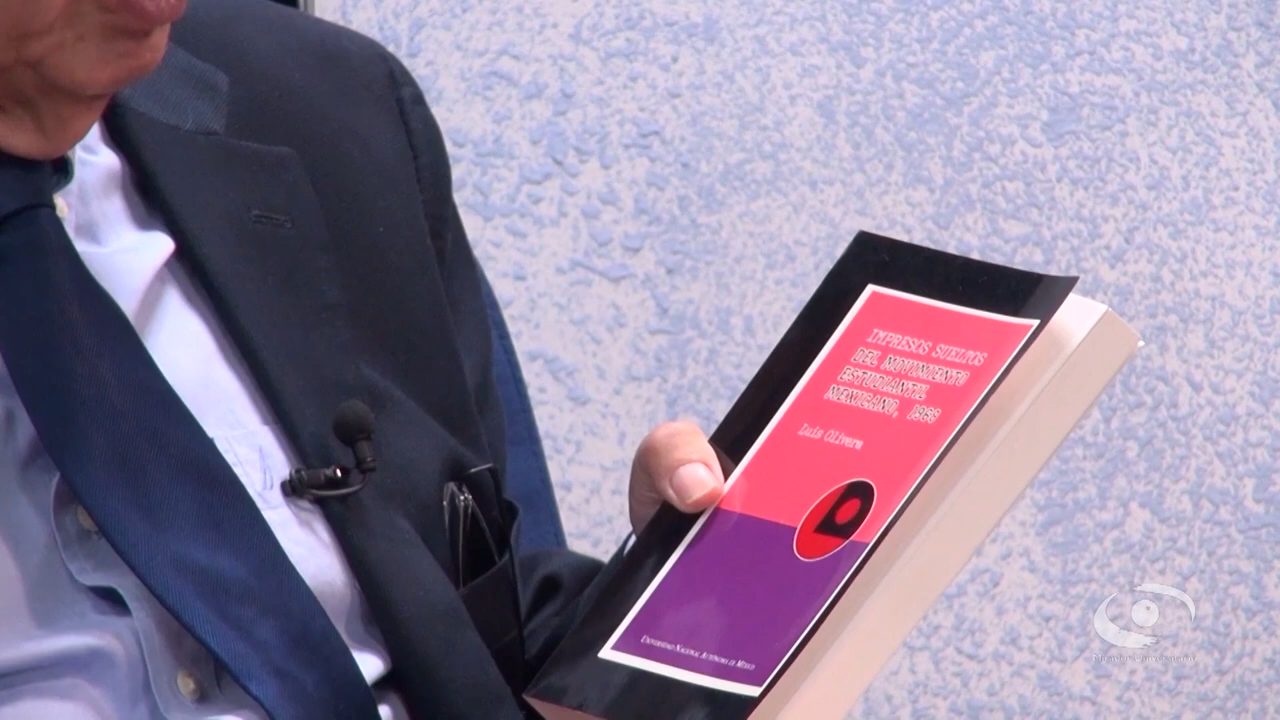 IMPRESOS SUELTOS
DEL MOVIMIENTO
ESTUDIANTIL
MEXICANO, 1968
Luis Olivera
UNIVERSIDAD NACIONAL AUTÓNOMA DE MÉXICO